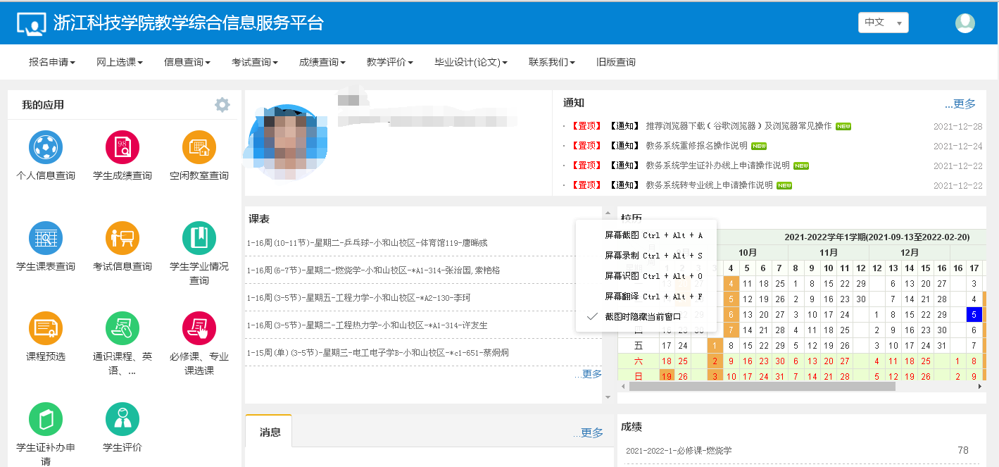 浙江科技学院教学综合信息服务平台
中文
报名申请 网上选课 信息查询 考试查询 成绩查询 教学评价 毕业设计(论文) 联系我们 旧版查询
我的应用
个人信息查询 学生成绩查询 空闲教室查询
学生课表查询 考试信息查询 学生学业情况
查询
课程预选 通识课程、英 必修课、专业
语、... 课选课
学生证补办申 学生评价
请
通知
...更多
·【置顶】【通知】 推荐浏览器下载(谷歌浏览器)及浏览器常见操作 NEW 2021-12-28
·【置顶】【通知】 教务系统重修报名操作说明 NEW 2021-12-24
·【置顶】【通知】 教务系统学生证补办线上申请操作说明 NEW 2021-12-22
·【置顶】【通知】 教务系统转专业线上申请操作说明 NEW 2021-12-22
课表
1-16周(10-11节)-星期二-乒乓球-小和山校区-体育馆119-唐晞彧
1-16周(6-7节)-星期二-燃烧学-小和山校区-*A1-314-张治国,索艳格
1-16周(3-5节)-星期五-工程力学-小和山校区-*A2-130-李珂
1-16周(3-5节)-星期二-工程热力学-小和山校区-*A1-314-许友生
1-15周(单)(3-5节)-星期三-电工电子学B-小和山校区-*c1-651-蔡炯炯
...更多
屏幕截图 Ctrl + Alt + A
屏幕录制 Ctrl + Alt + S
屏幕识图 Ctrl + Alt + O
屏幕翻译 Ctrl + Alt + F
截图时隐藏当前窗口
校历
2021-2022学年1学期(2021-09-13至2022-02-20)
10月 11月 12月
4 5 6 7 8 9 10 11 12 12 13 14 15 16 16 17
4 11 18 25 1 8 15 22 29 6 13 20 27 3
5 12 19 26 2 9 16 23 30 7 14 21 28 4
6 13 20 27 3 10 17 24 1 8 15 22 29 5
7 14 21 28 4 11 18 25 2 9 16 23 30 6
五 17 24 1 8 15 22 29 5 12 19 26 3 10 17 24 31 7
六 18 25 2 9 16 23 30 6 13 20 27 4 11 18 25 1 8
日 19 26 3 10 17 24 31 7 14 21 28 5 12 19 26 2 9
消息
...更多
成绩
2021-2022-1-必修课-燃烧学 78